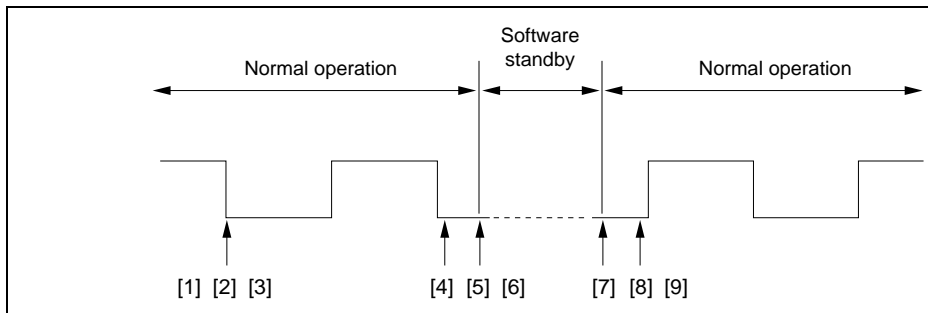 Software
standby
Normal operation
Normal operation
[1] [2] [3]
[4] [5] [6]
[7] [8] [9]